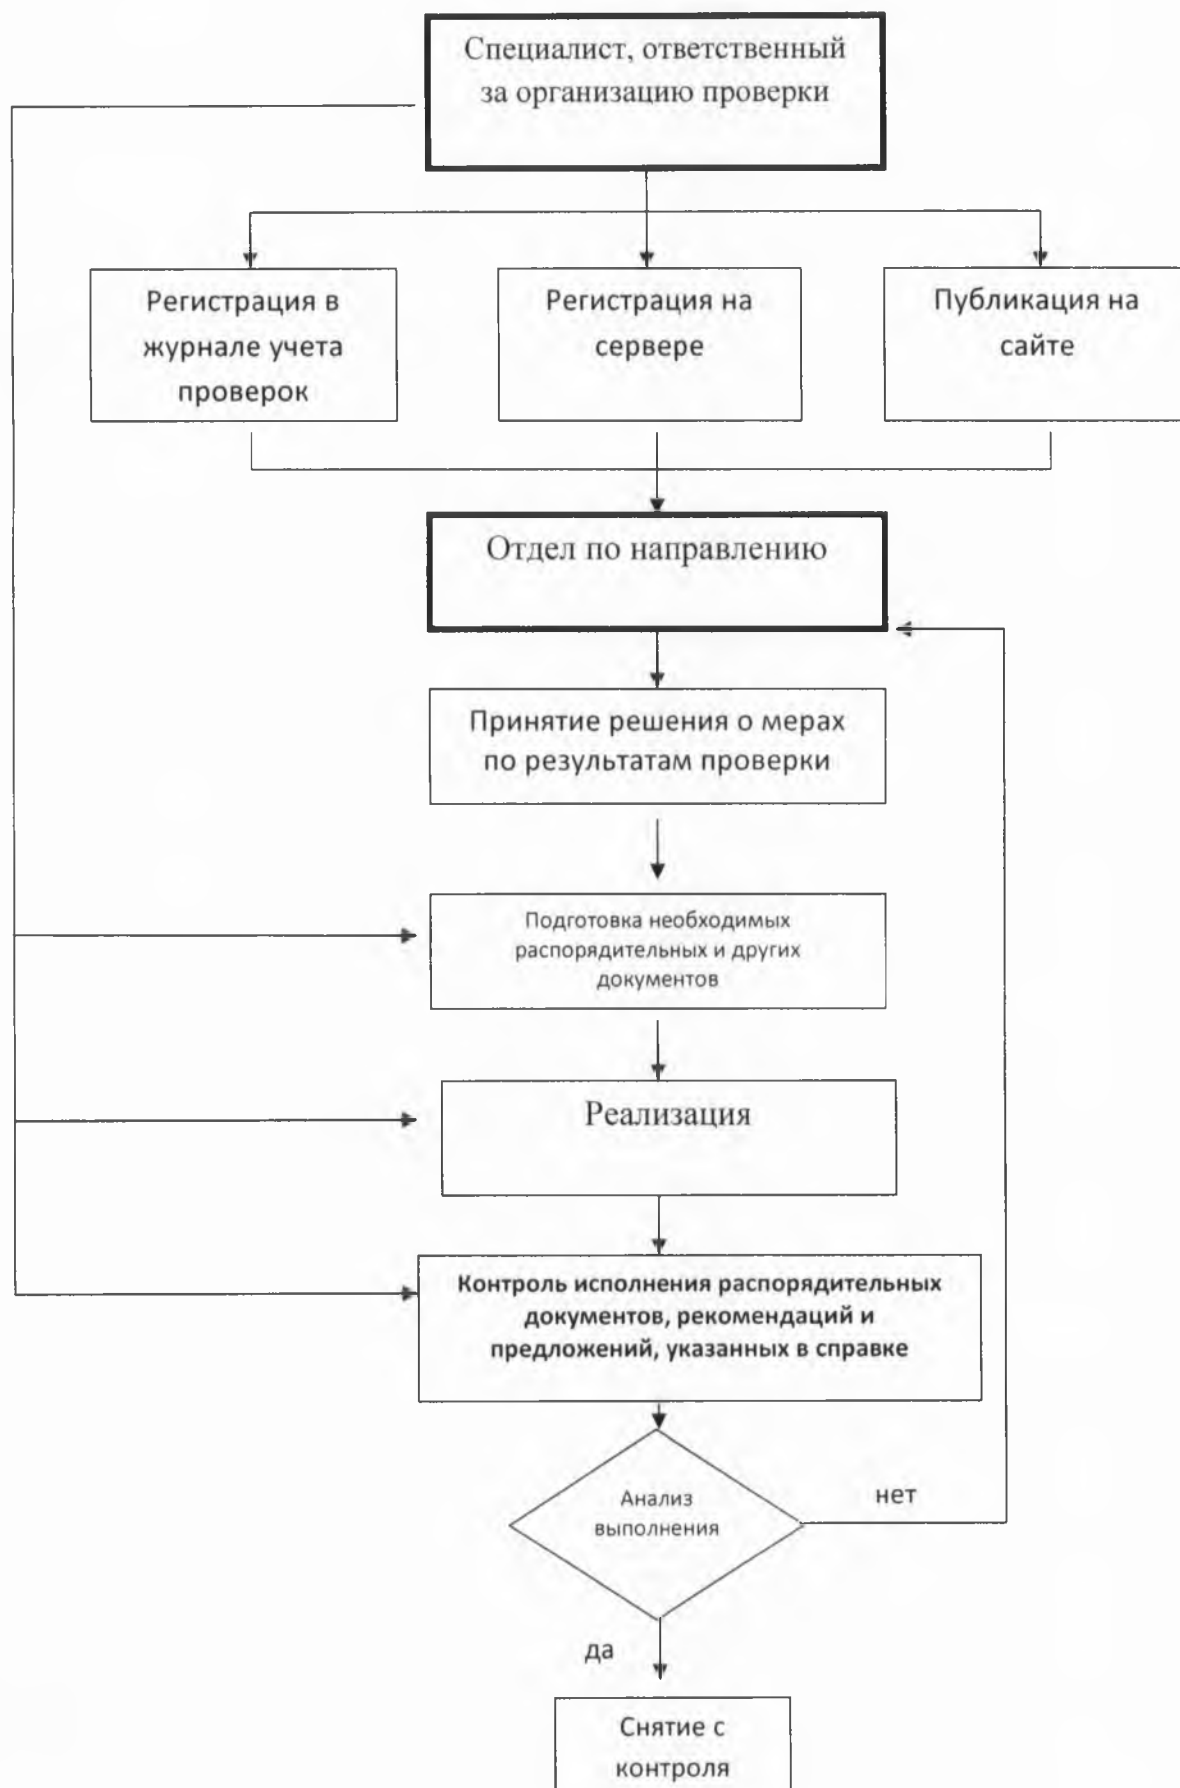 Специалист, ответственный
за организацию проверки
Регистрация в
журнале учета
проверок
Регистрация на
сервере
Публикация на
сайте
Отдел по направлению
Принятие решения о мерах
по результатам проверки
Подготовка необходимых
распорядительных и других
документов
Реализация
Контроль исполнения распорядительных
документов, рекомендаций и
предложений, указанных в справке
Анализ
выполнения
нет
да
Снятие с
контроля